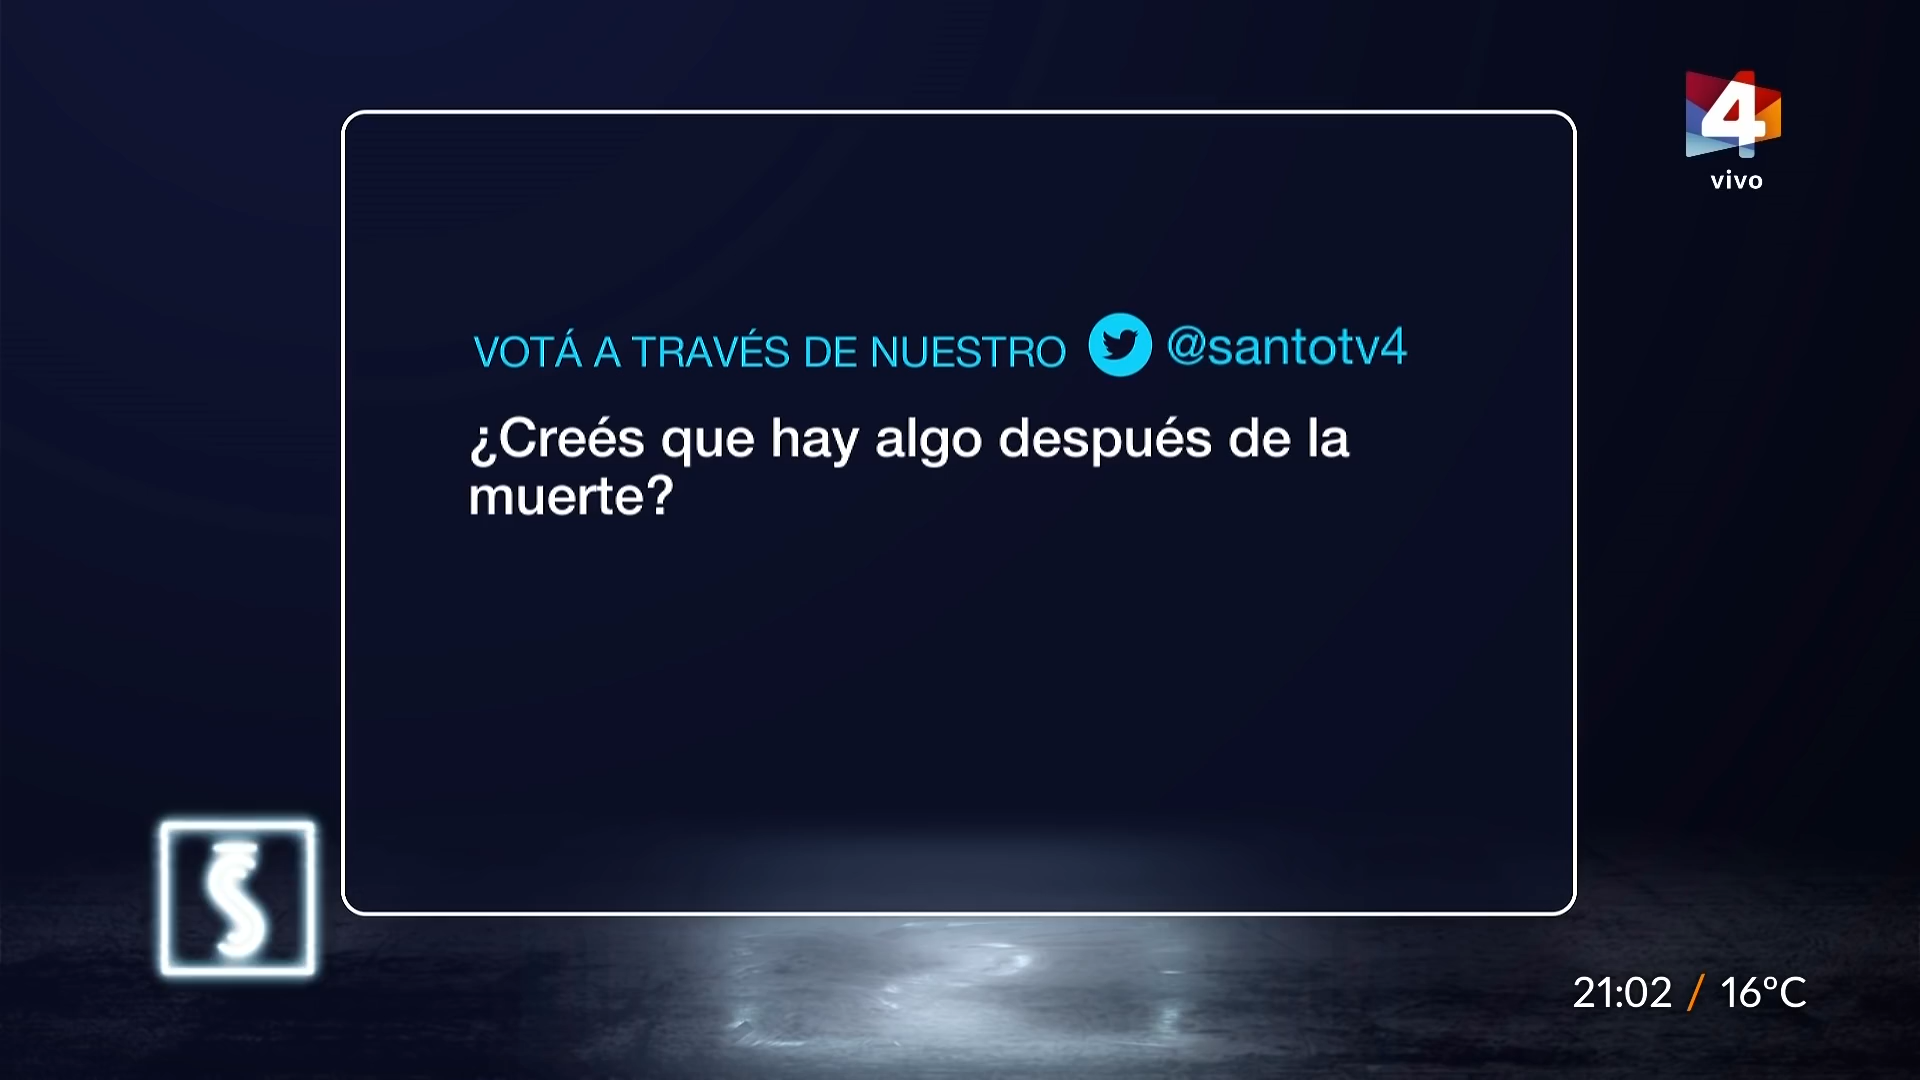 4
vivo
VOTÁ A TRAVÉS DE NUESTRO @santotv4
¿Creés que hay algo después de la
muerte?
S
21:02 / 16°C